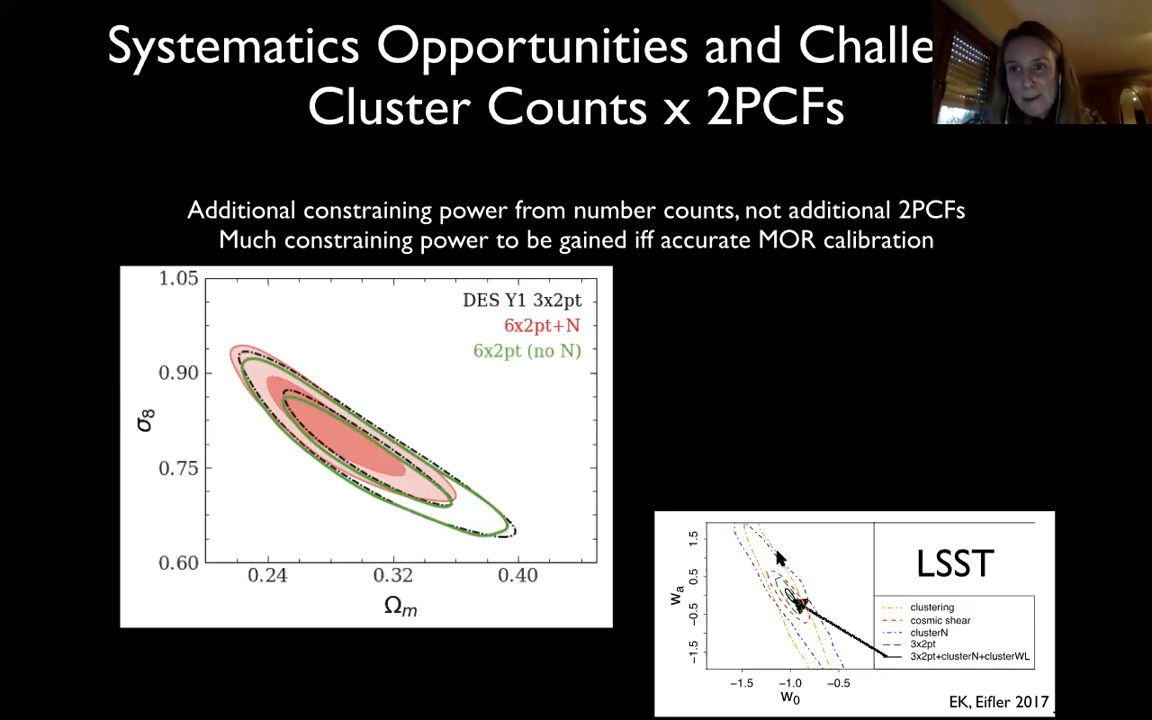 Systematics Opportunities and Challe
Cluster Counts x 2PCFs
Additional constraining power from number counts, not additional 2PCFs
Much constraining power to be gained iff accurate MOR calibration
1.05
0.90
0.75
0.60
σ8
0.24
0.32
0.40
Ωm
DES Y1 3x2pt
6x2pt+N
6x2pt (no N)
LSST
1.5
0.5
−0.5
−1.5
wa
−1.5
−1.0
−0.5
w0
clustering
cosmic shear
clusterN
3x2pt
3x2pt+clusterN+clusterWL
EK, Eifler 2017